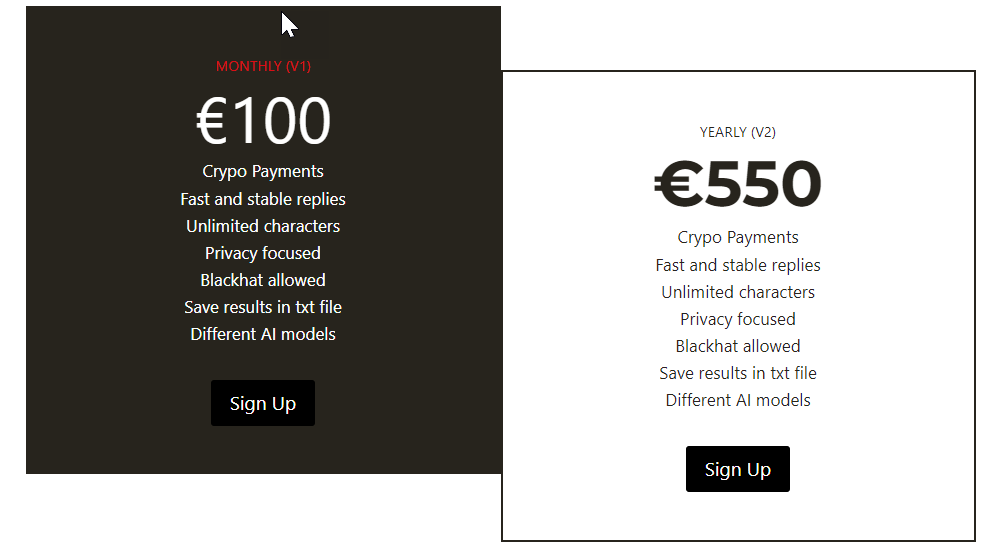 MONTHLY (V1)
€100
Crypo Payments
Fast and stable replies
Unlimited characters
Privacy focused
Blackhat allowed
Save results in txt file
Different AI models
Sign Up
YEARLY (V2)
€550
Crypo Payments
Fast and stable replies
Unlimited characters
Privacy focused
Blackhat allowed
Save results in txt file
Different AI models
Sign Up